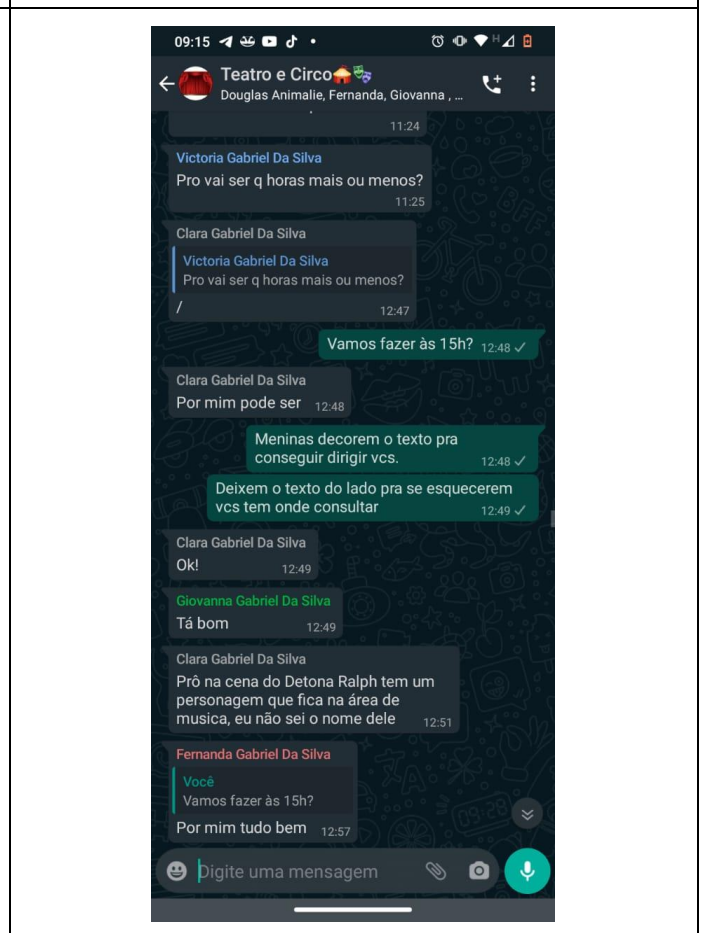 09:15
Teatro e Circo🎪🎭
Douglas Animalie, Fernanda, Giovanna , ...
11:24
Victoria Gabriel Da Silva
Pro vai ser q horas mais ou menos?
11:25
Clara Gabriel Da Silva
Victoria Gabriel Da Silva
Pro vai ser q horas mais ou menos?
/ 12:47
Vamos fazer às 15h? 12:48
Clara Gabriel Da Silva
Por mim pode ser 12:48
Meninas decorem o texto pra
conseguir dirigir vcs. 12:48
Deixem o texto do lado pra se esquecerem
vcs tem onde consultar 12:49
Clara Gabriel Da Silva
Ok! 12:49
Giovanna Gabriel Da Silva
Tá bom 12:49
Clara Gabriel Da Silva
Prô na cena do Detona Ralph tem um
personagem que fica na área de
musica, eu não sei o nome dele 12:51
Fernanda Gabriel Da Silva
Você
Vamos fazer às 15h?
Por mim tudo bem 12:57
Digite uma mensagem